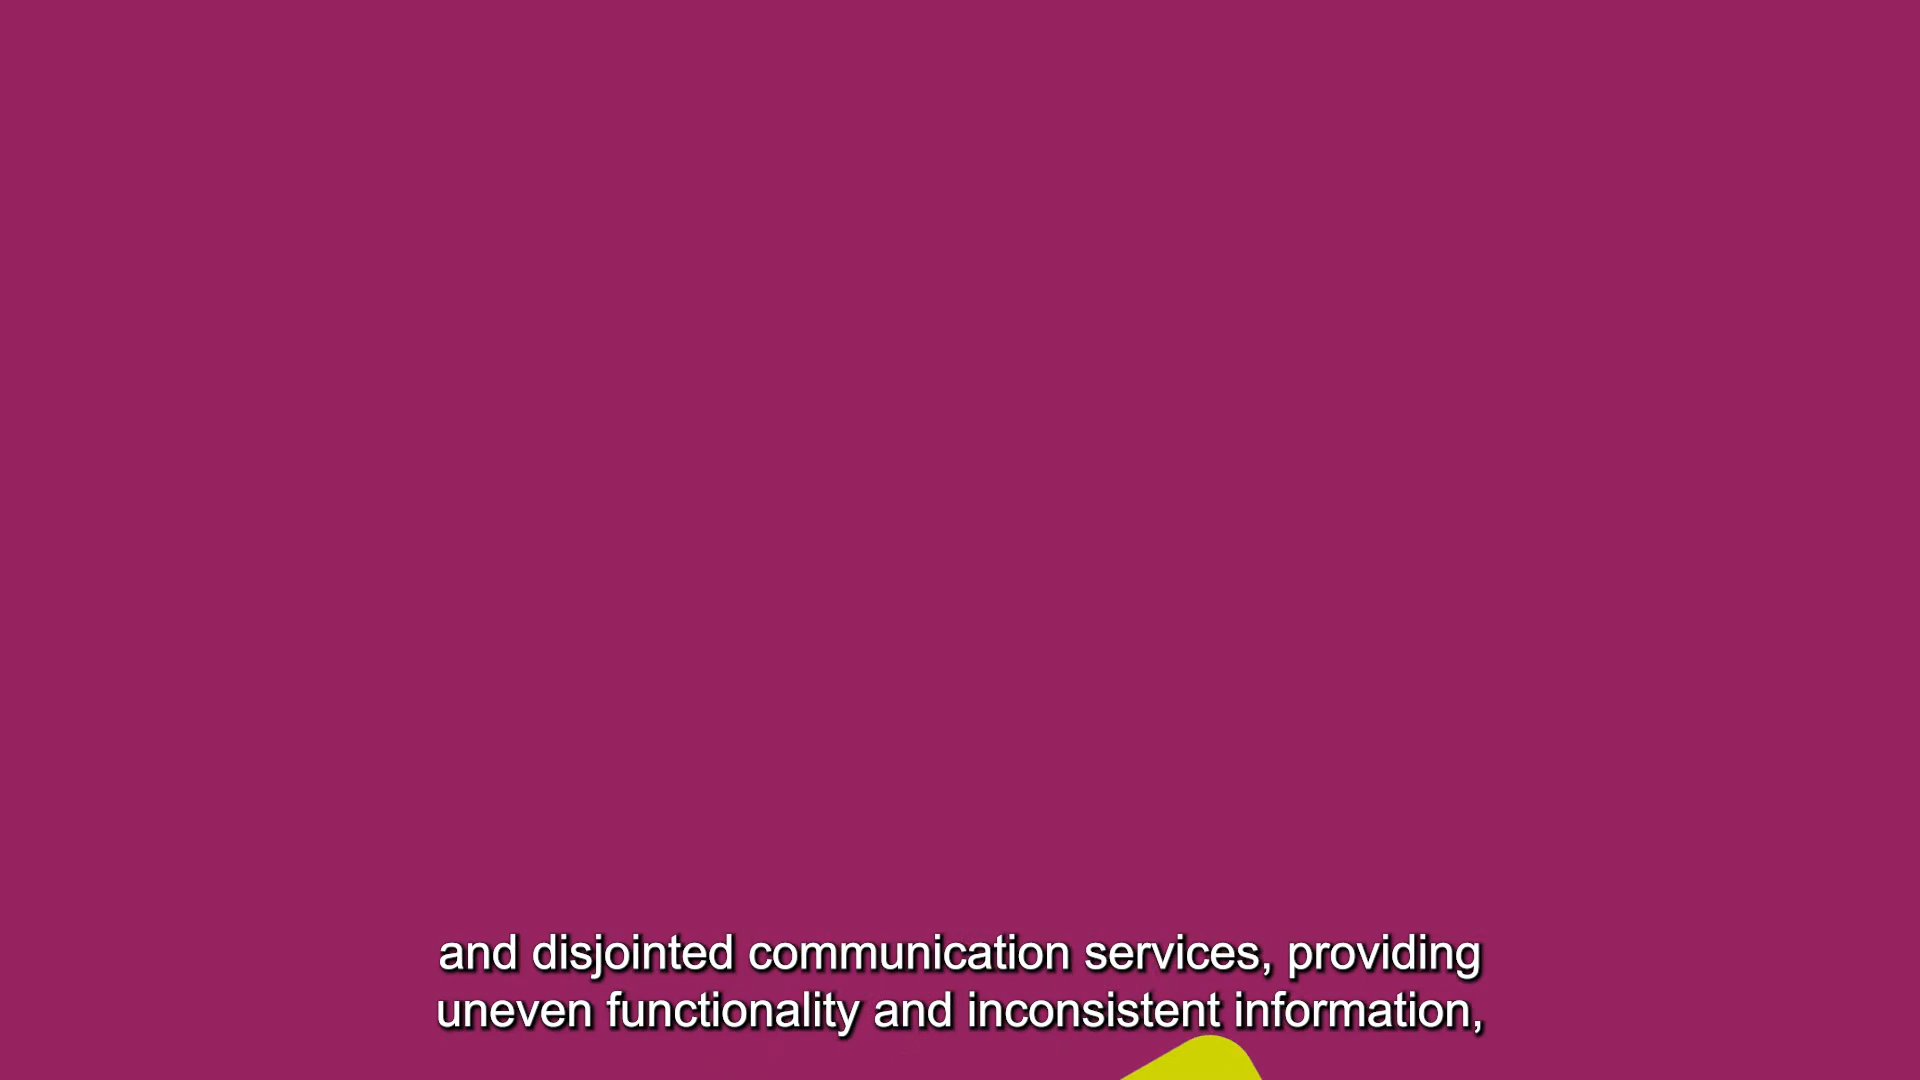 and disjointed communication services, providing
uneven functionality and inconsistent information,